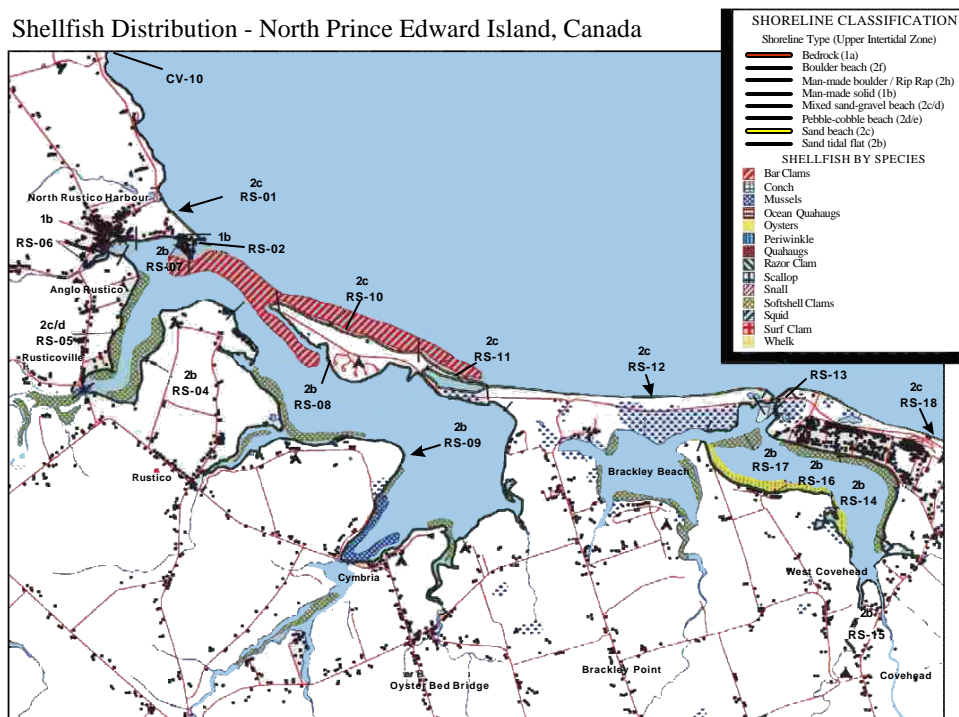 Shellfish Distribution - North Prince Edward Island, Canada
SHORELINE CLASSIFICATION
Shoreline Type (Upper Intertidal Zone)
Bedrock (1a)
Boulder beach (2f)
Man-made boulder / Rip Rap (2h)
Man-made solid (1b)
Mixed sand-gravel beach (2c/d)
Pebble-cobble beach (2d/e)
Sand beach (2c)
Sand tidal flat (2b)
SHELLFISH BY SPECIES
Bar Clams
Conch
Mussels
Ocean Quahaugs
Oysters
Periwinkle
Quahaugs
Razor Clam
Scallop
Snall
Softshell Clams
Squid
Surf Clam
Whelk
CV-10
2c
RS-01
North Rustico Harbour
1b
RS-06
1b
RS-02
2b
RS-07
Anglo Rustico
2c
RS-10
2c/d
RS-05
Rusticoville
2c
RS-11
2c
RS-12
RS-13
2c
RS-18
2b
RS-04
2b
RS-08
2b
RS-09
Rustico
Brackley Beach
2b
RS-17
2b
RS-16
2b
RS-14
Cymbria
West Covehead
2b
RS-15
Oyster Bed Bridge
Brackley Point
Covehead